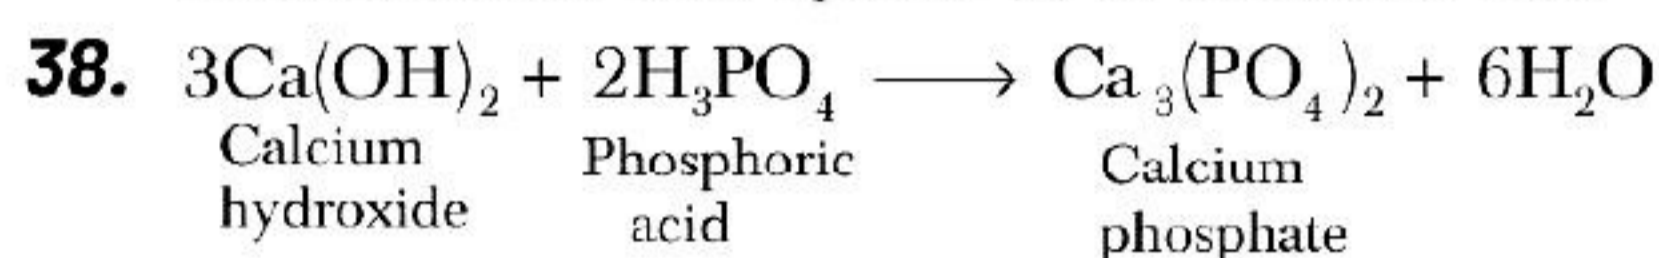 38. 3Ca(OH)₂ + 2H₃PO₄ ⟶ Ca₃(PO₄)₂ + 6H₂O
Calcium Phosphoric Calcium
hydroxide acid phosphate